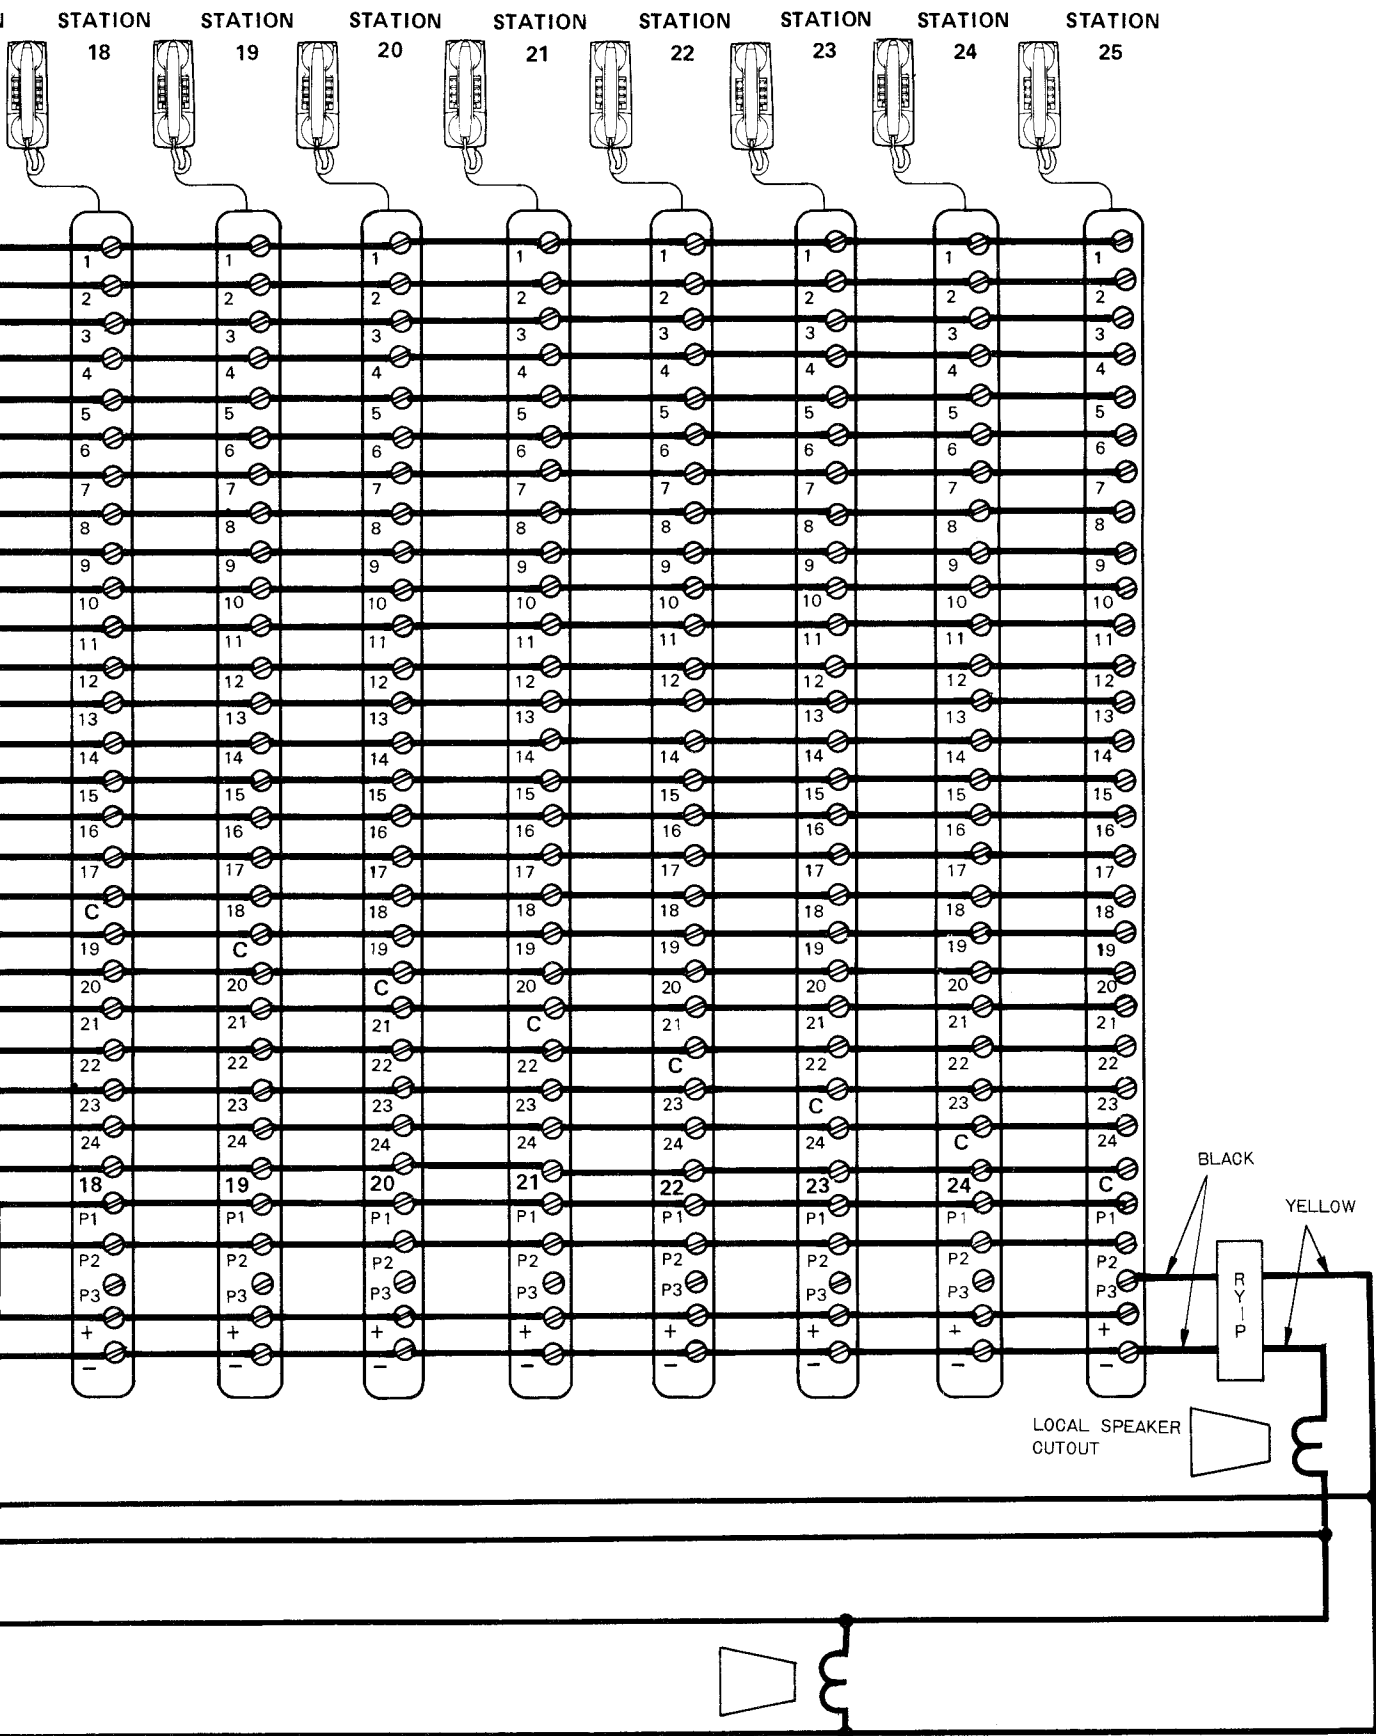 N STATION STATION STATION STATION STATION STATION STATION STATION
18 19 20 21 22 23 24 25
1 1 1 1 1 1 1 1
2 2 2 2 2 2 2 2
3 3 3 3 3 3 3 3
4 4 4 4 4 4 4 4
5 5 5 5 5 5 5 5
6 6 6 6 6 6 6 6
7 7 7 7 7 7 7 7
8 8 8 8 8 8 8 8
9 9 9 9 9 9 9 9
10 10 10 10 10 10 10 10
11 11 11 11 11 11 11 11
12 12 12 12 12 12 12 12
13 13 13 13 13 13 13
14 14 14 14 14 14 14 14
15 15 15 15 15 15 15 15
16 16 16 16 16 16 16 16
17 17 17 17 17 17 17 17
C 18 18 18 18 18 18 18
19 C 19 19 19 19 19 19
20 20 C 20 20 20 20 20
21 21 21 C 21 21 21 21
22 22 22 22 C 22 22 22
23 23 23 23 23 C 23 23
24 24 24 24 24 24 C 24
18 19 20 21 22 23 24 C
P1 P1 P1 P1 P1 P1 P1 P1
P2 P2 P2 P2 P2 P2 P2 P2
P3 P3 P3 P3 P3 P3 P3 P3
+ + + + + + + +
- - - - - - - -
BLACK
YELLOW
RY-P
LOCAL SPEAKER
CUTOUT